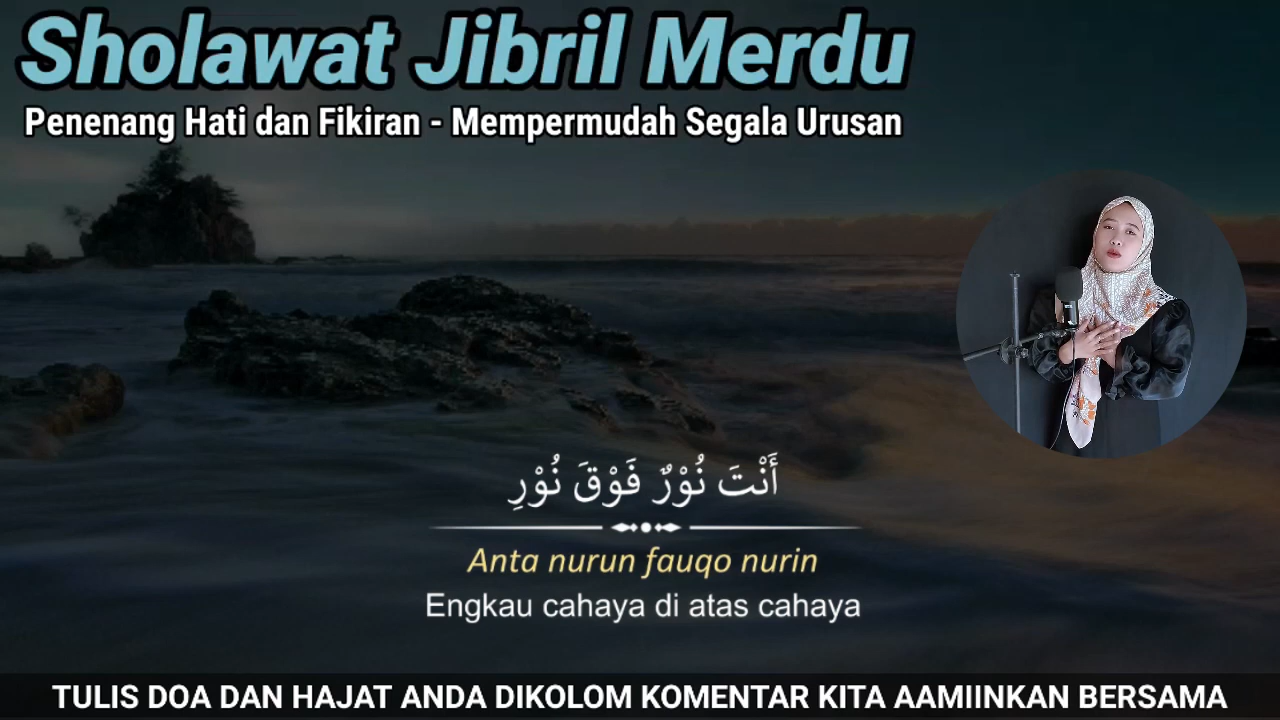 Sholawat Jibril Merdu
Penenang Hati dan Fikiran - Mempermudah Segala Urusan
أَنْتَ نُوْرٌ فَوْقَ نُوْرِ
Anta nurun fauqo nurin
Engkau cahaya di atas cahaya
TULIS DOA DAN HAJAT ANDA DIKOLOM KOMENTAR KITA AAMIINKAN BERSAMA